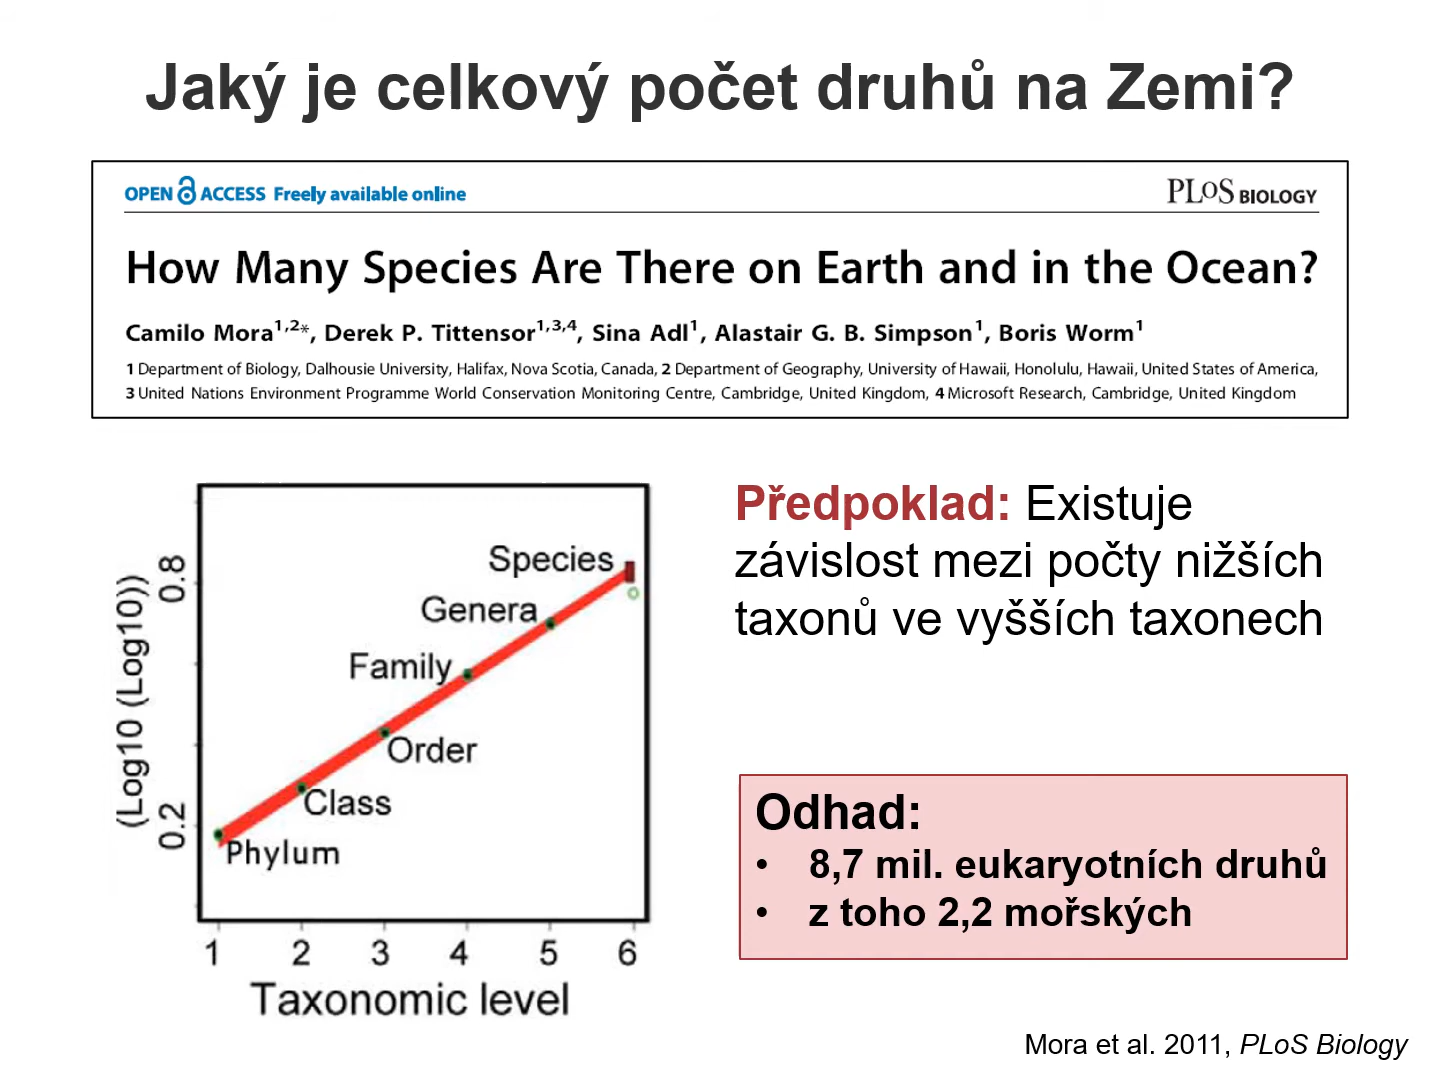 Jaký je celkový počet druhů na Zemi?
OPEN ACCESS Freely available online
PLoS BIOLOGY
How Many Species Are There on Earth and in the Ocean?
Camilo Mora1,2*, Derek P. Tittensor1,3,4, Sina Adl1, Alastair G. B. Simpson1, Boris Worm1
1 Department of Biology, Dalhousie University, Halifax, Nova Scotia, Canada, 2 Department of Geography, University of Hawaii, Honolulu, Hawaii, United States of America,
3 United Nations Environment Programme World Conservation Monitoring Centre, Cambridge, United Kingdom, 4 Microsoft Research, Cambridge, United Kingdom
(Log10 (Log10))
0.8
0.2
Species
Genera
Family
Order
Class
Phylum
1 2 3 4 5 6
Taxonomic level
Předpoklad: Existuje
závislost mezi počty nižších
taxonů ve vyšších taxonech
Odhad:
• 8,7 mil. eukaryotních druhů
• z toho 2,2 mořských
Mora et al. 2011, PLoS Biology